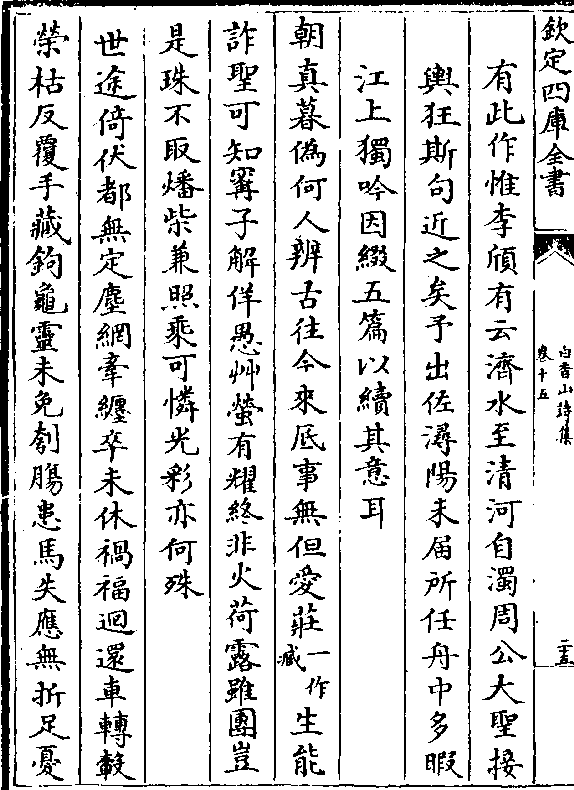 欽定四庫全書
白香山詩集
卷十五
二十五
有此作惟李頎有云濟水至清河自濁周公大聖接
輿狂斯句近之矣予出佐潯陽未届所任舟中多暇
江上獨吟因綴五篇以續其意耳
朝真暮僞何人辨古往今來底事無但愛莊一作臧生能
詐聖可知甯子解佯愚艸螢有耀終非火荷露雖團豈
是珠不取燔柴兼照乘可憐光彩亦何殊
世途倚伏都無定塵網牽纏卒未休禍福迴還車轉轂
榮枯反覆手藏鉤龜靈未免刳腸患馬失應無折足憂